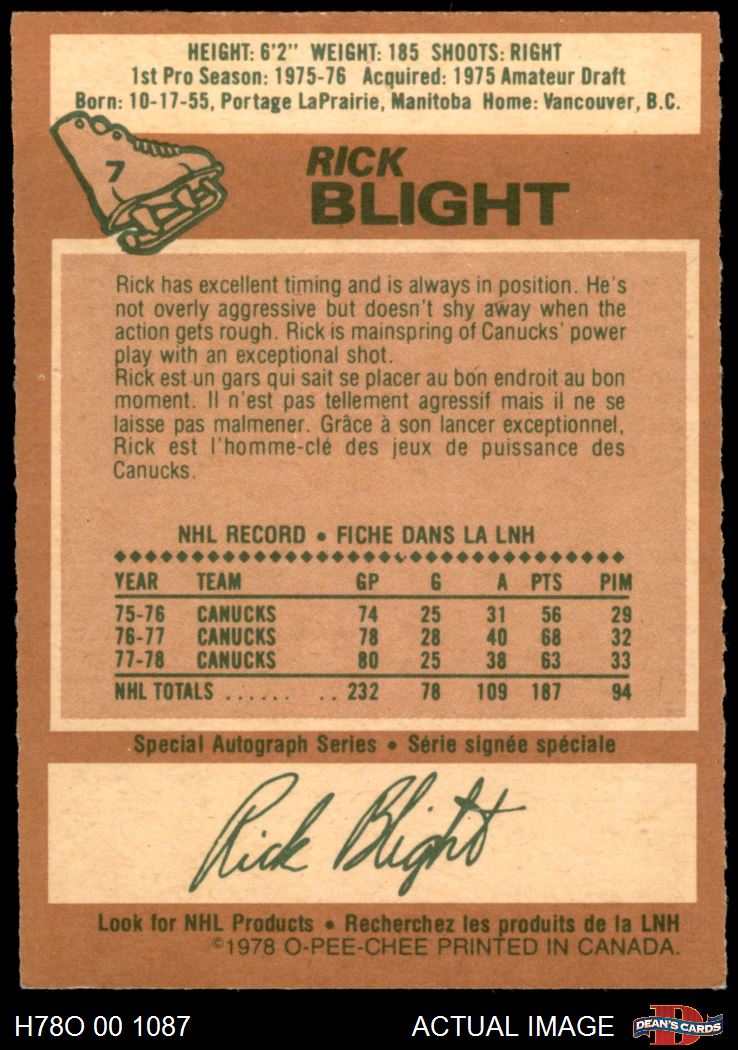 HEIGHT: 6'2" WEIGHT: 185 SHOOTS: RIGHT
1st Pro Season: 1975-76 Acquired: 1975 Amateur Draft
Born: 10-17-55, Portage LaPrairie, Manitoba Home: Vancouver, B.C.
7
RICK
BLIGHT
Rick has excellent timing and is always in position. He's
not overly aggressive but doesn't shy away when the
action gets rough. Rick is mainspring of Canucks' power
play with an exceptional shot.
Rick est un gars qui sait se placer au bon endroit au bon
moment. Il n'est pas tellement agressif mais il ne se
laisse pas malmener. Grâce à son lancer exceptionnel,
Rick est l'homme-clé des jeux de puissance des
Canucks.
NHL RECORD • FICHE DANS LA LNH
YEAR TEAM GP G A PTS PIM
75-76 CANUCKS 74 25 31 56 29
76-77 CANUCKS 78 28 40 68 32
77-78 CANUCKS 80 25 38 63 33
NHL TOTALS ...... .. 232 78 109 187 94
Special Autograph Series • Série signée spéciale
Rick Blight
Look for NHL Products • Recherchez les produits de la LNH
©1978 O-PEE-CHEE PRINTED IN CANADA.
H78O 00 1087 ACTUAL IMAGE D DEAN'S CARDS